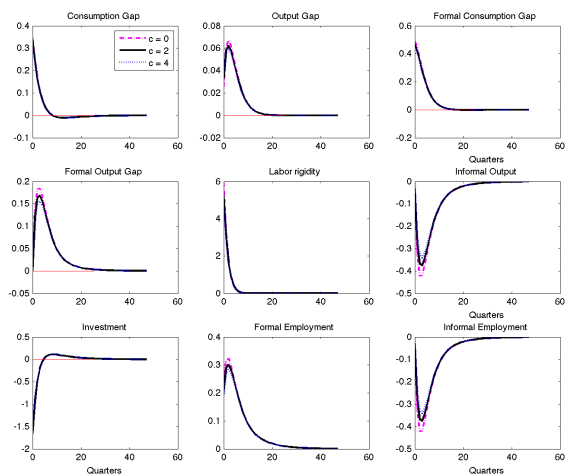 Consumption Gap
0.4
0.3
0.2
0.1
0
-0.1
0 20 40 60
c = 0
c = 2
c = 4
Output Gap
0.08
0.06
0.04
0.02
0
0.02
0 20 40 60
Formal Consumption Gap
0.6
0.4
0.2
0
0.2
0 20 40 60
Quarters
Formal Output Gap
0.2
0.15
0.1
0.05
0
-0.05
0 20 40 60
Labor rigidity
6
4
2
0
0 20 40 60
Informal Output
0
-0.1
-0.2
-0.3
-0.4
-0.5
0 20 40 60
Quarters
Investment
0.5
0
-0.5
-1
-1.5
-2
0 20 40 60
Quarters
Formal Employment
0.4
0.3
0.2
0.1
0
0 20 40 60
Informal Employment
0
-0.1
-0.2
-0.3
-0.4
-0.5
0 20 40 60
Quarters